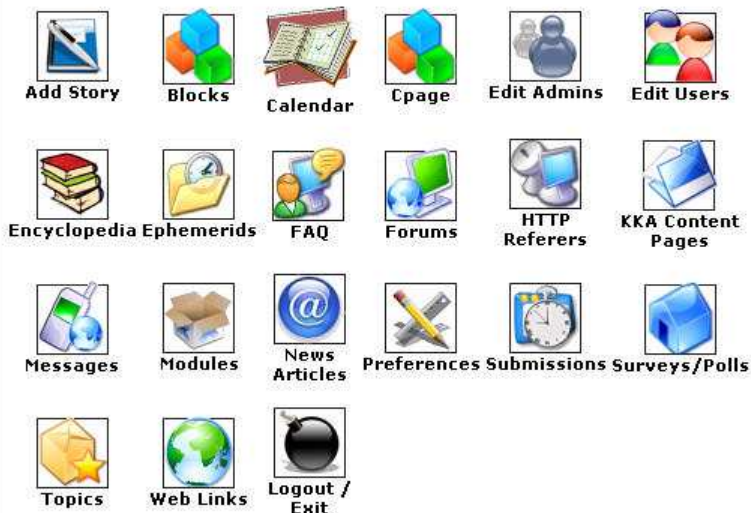 Add Story
Blocks
Calendar
Cpage
Edit Admins
Edit Users
Encyclopedia
Ephemerids
FAQ
Forums
HTTP
Referers
KKA Content
Pages
Messages
Modules
News
Articles
Preferences
Submissions
Surveys/Polls
Topics
Web Links
Logout /
Exit